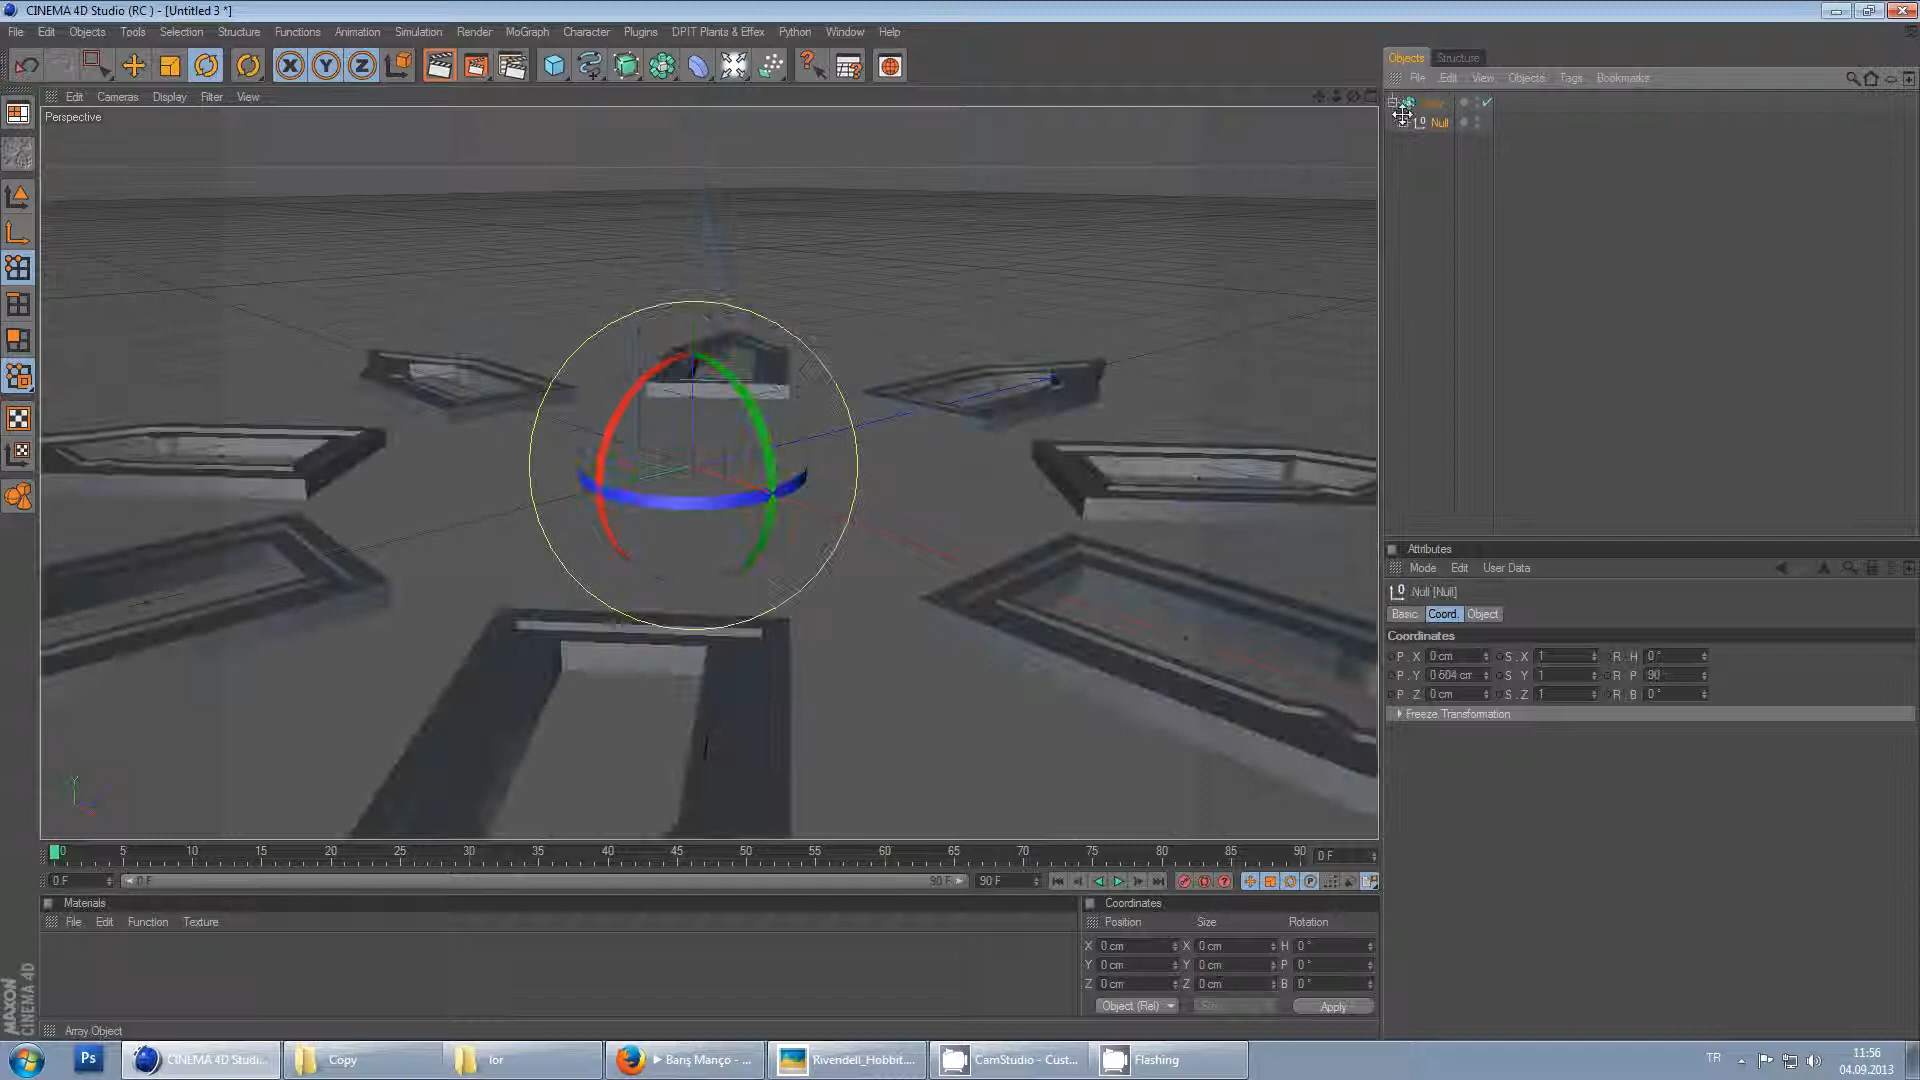 CINEMA 4D Studio (RC ) - [Untitled 3 *]
File Edit Objects Tools Selection Structure Functions Animation Simulation Render MoGraph Character Plugins DPIT Plants & Effex Python Window Help
Objects Structure
File Edit View Objects Tags Bookmarks
Edit Cameras Display Filter View
Perspective
Null
Attributes
Mode Edit User Data
Null [Null]
Basic Coord. Object
Coordinates
P . X 0 cm S . X 1 R . H 0 °
P . Y 0.604 cm S . Y 1 R . P 90
P . Z 0 cm S . Z 1 R . B 0 °
Freeze Transformation
0 5 10 15 20 25 30 35 40 45 50 55 60 65 70 75 80 85 90 0 F
0 F 0 F 90 F 90 F
Materials
File Edit Function Texture
Coordinates
Position Size Rotation
X 0 cm X 0 cm H 0 °
Y 0 cm Y 0 cm P 0 °
Z 0 cm Z 0 cm B 0 °
Object (Rel) Apply
MAXON
CINEMA 4D
Array Object
Ps
CINEMA 4D Studi...
Copy
lor
► Barış Manço - ...
Rivendell_Hobbit....
CamStudio - Cust...
Flashing
TR
11:56
04.09.2013